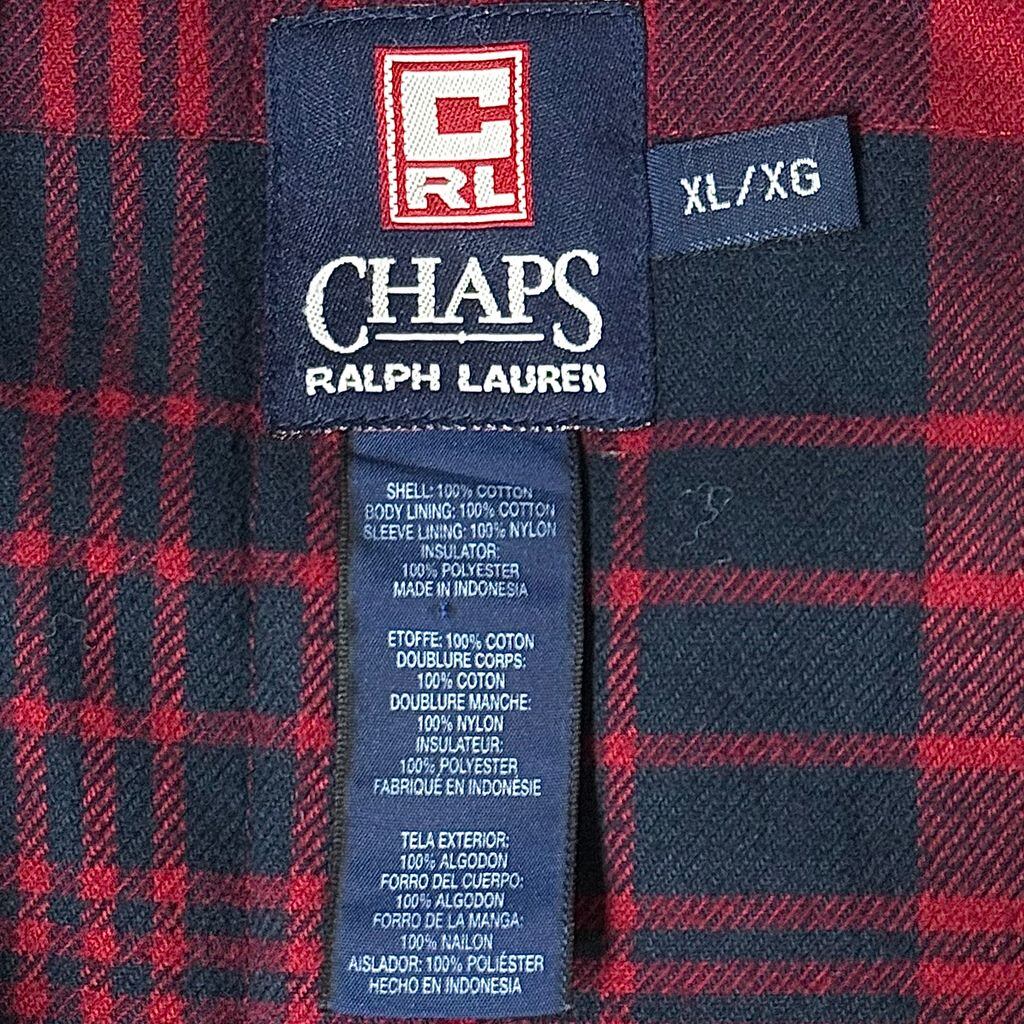 C
RL
CHAPS
RALPH LAUREN
XL/XG
SHELL: 100% COTTON
BODY LINING: 100% COTTON
SLEEVE LINING: 100% NYLON
INSULATOR:
100% POLYESTER
MADE IN INDONESIA
ETOFFE: 100% COTON
DOUBLURE CORPS:
100% COTON
DOUBLURE MANCHE:
100% NYLON
INSULATEUR:
100% POLYESTER
FABRIQUÉ EN INDONÉSIE
TELA EXTERIOR:
100% ALGODON
FORRO DEL CUERPO:
100% ALGODON
FORRO DE LA MANGA:
100% NAILON
AISLADOR: 100% POLIÉSTER
HECHO EN INDONESIA